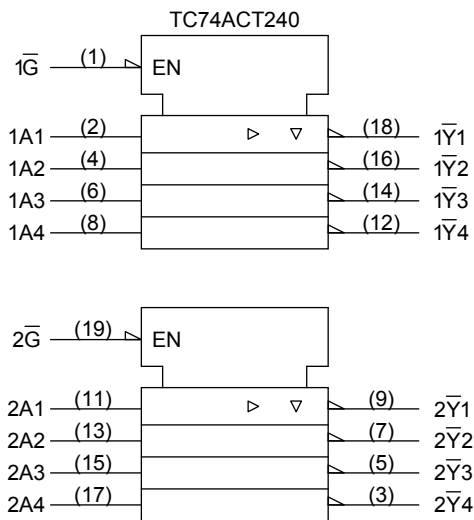 TC74ACT240
1G̅ (1) EN
1A1 (2) (18) 1Y̅1
1A2 (4) (16) 1Y̅2
1A3 (6) (14) 1Y̅3
1A4 (8) (12) 1Y̅4
2G̅ (19) EN
2A1 (11) (9) 2Y̅1
2A2 (13) (7) 2Y̅2
2A3 (15) (5) 2Y̅3
2A4 (17) (3) 2Y̅4